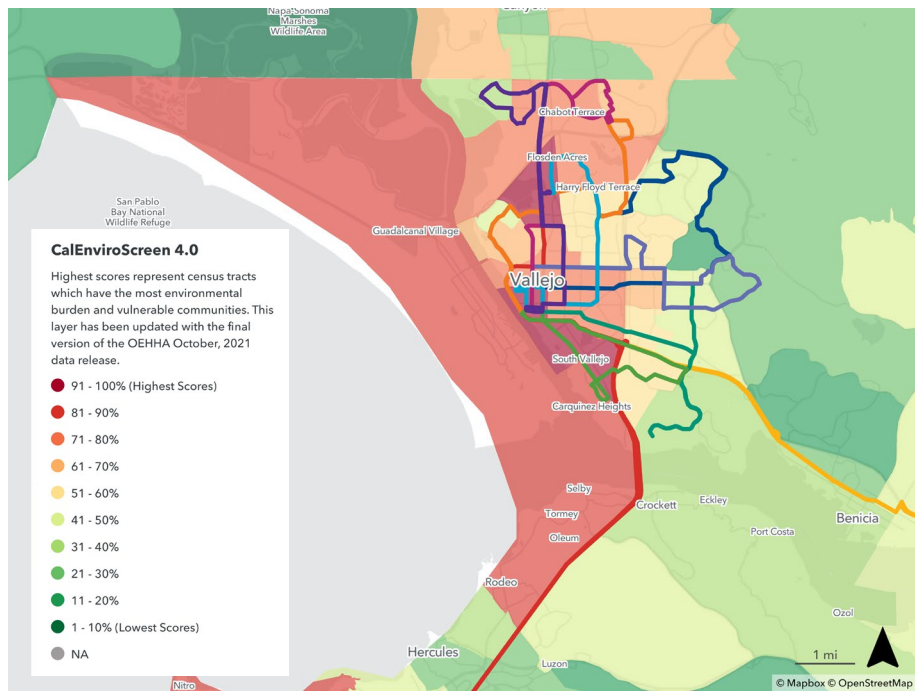 Napa-Sonoma
Marshes
Wildlife Area
Canyon
Chabot Terrace
Flosden Acres
Harry Floyd Terrace
San Pablo
Bay National
Wildlife Refuge
Guadalcanal Village
CalEnviroScreen 4.0
Highest scores represent census tracts
which have the most environmental
burden and vulnerable communities. This
layer has been updated with the final
version of the OEHHA October, 2021
data release.
91 - 100% (Highest Scores)
81 - 90%
71 - 80%
61 - 70%
51 - 60%
41 - 50%
31 - 40%
21 - 30%
11 - 20%
1 - 10% (Lowest Scores)
NA
Vallejo
South Vallejo
Carquinez Heights
Selby
Crockett
Eckley
Tormey
Benicia
Port Costa
Oleum
Rodeo
Ozol
Hercules
Luzon
1 mi
Nitro
© Mapbox © OpenStreetMap